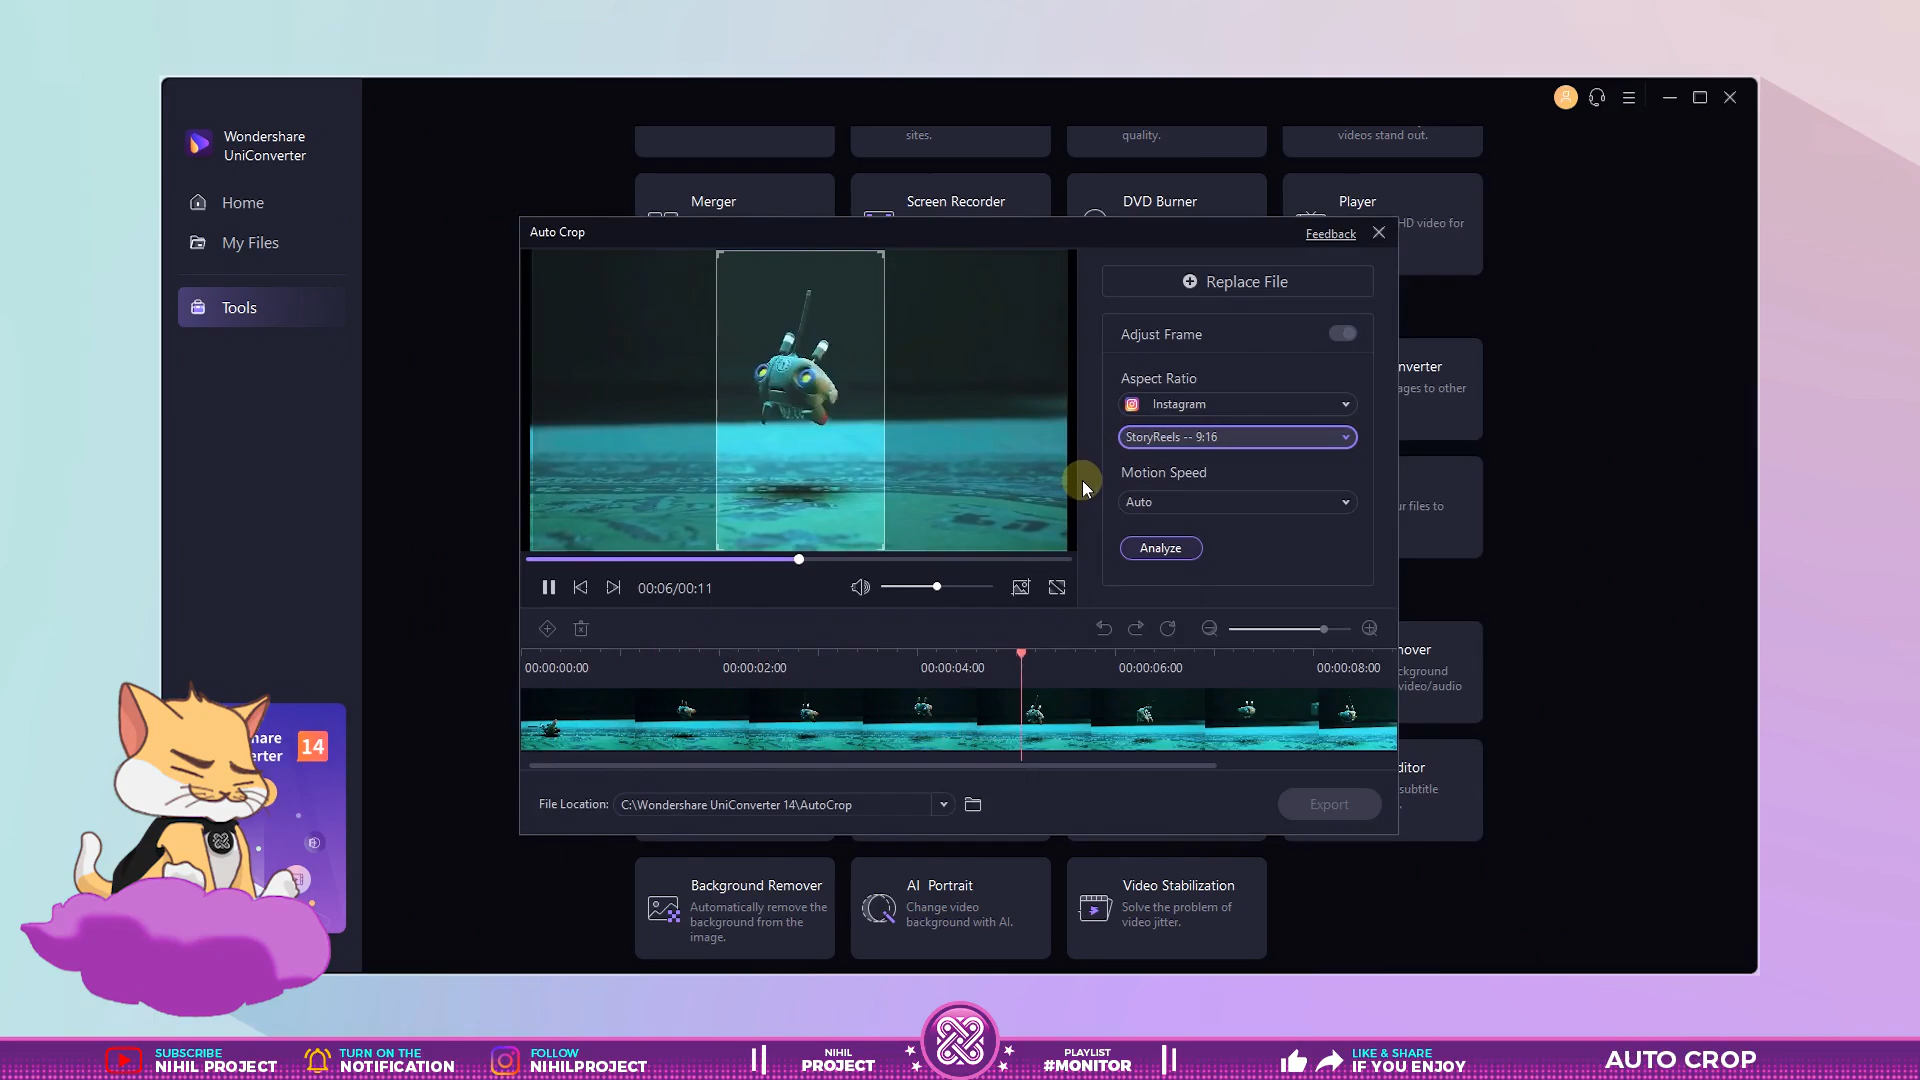 Wondershare
UniConverter
Home
My Files
Tools
sites.
quality.
videos stand out.
Merger
Screen Recorder
DVD Burner
Player
HD video for
Auto Crop
Feedback
Replace File
Adjust Frame
Aspect Ratio
Instagram
StoryReels -- 9:16
Motion Speed
Auto
Analyze
nverter
ages to other
ur files to
00:06/00:11
00:00:00:00
00:00:02:00
00:00:04:00
00:00:06:00
00:00:08:00
over
kground
video/audio
File Location:
C:\Wondershare UniConverter 14\AutoCrop
Export
ditor
subtitle
hare
erter
14
Background Remover
Automatically remove the
background from the
image.
AI Portrait
Change video
background with AI.
Video Stabilization
Solve the problem of
video jitter.
SUBSCRIBE
NIHIL PROJECT
TURN ON THE
NOTIFICATION
FOLLOW
NIHILPROJECT
NIHIL
PROJECT
PLAYLIST
#MONITOR
LIKE & SHARE
IF YOU ENJOY
AUTO CROP